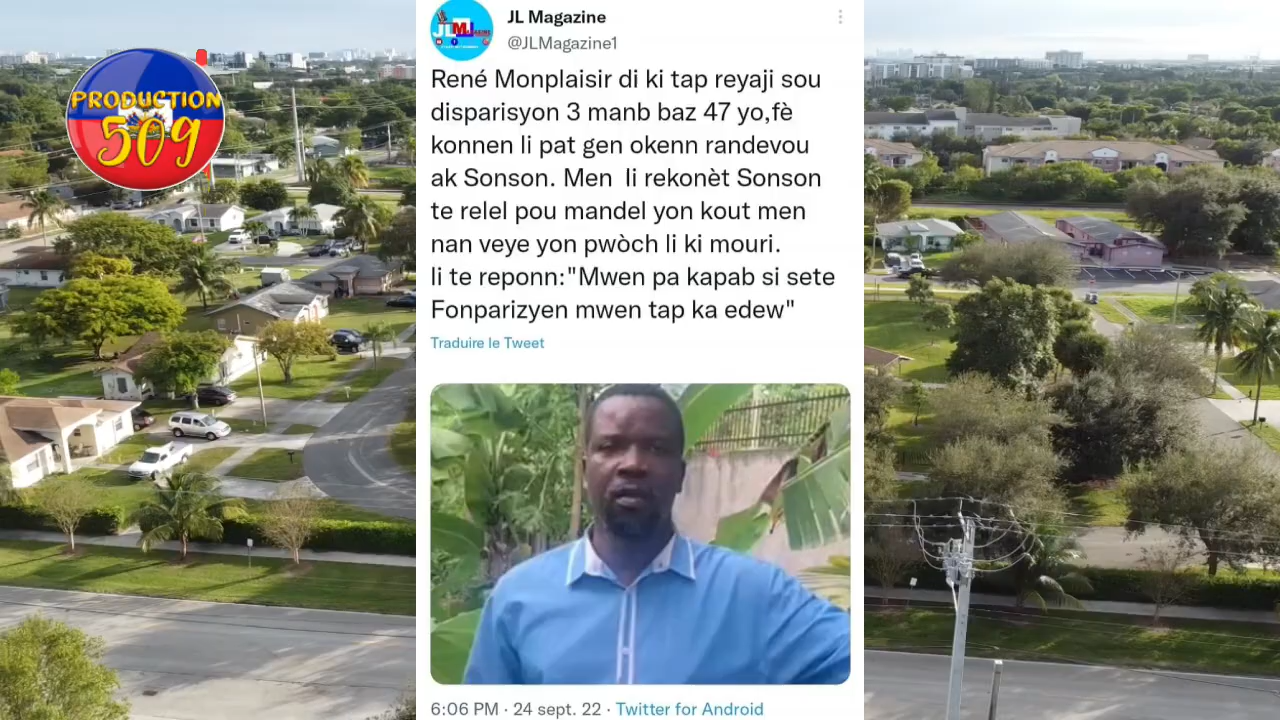 PRODUCTION
509
JL Magazine
@JLMagazine1
René Monplaisir di ki tap reyaji sou
disparisyon 3 manb baz 47 yo,fè
konnen li pat gen okenn randevou
ak Sonson. Men li rekonèt Sonson
te relel pou mandel yon kout men
nan veye yon pwòch li ki mouri.
li te reponn:"Mwen pa kapab si sete
Fonparizyen mwen tap ka edew"
Traduire le Tweet
6:06 PM · 24 sept. 22 · Twitter for Android